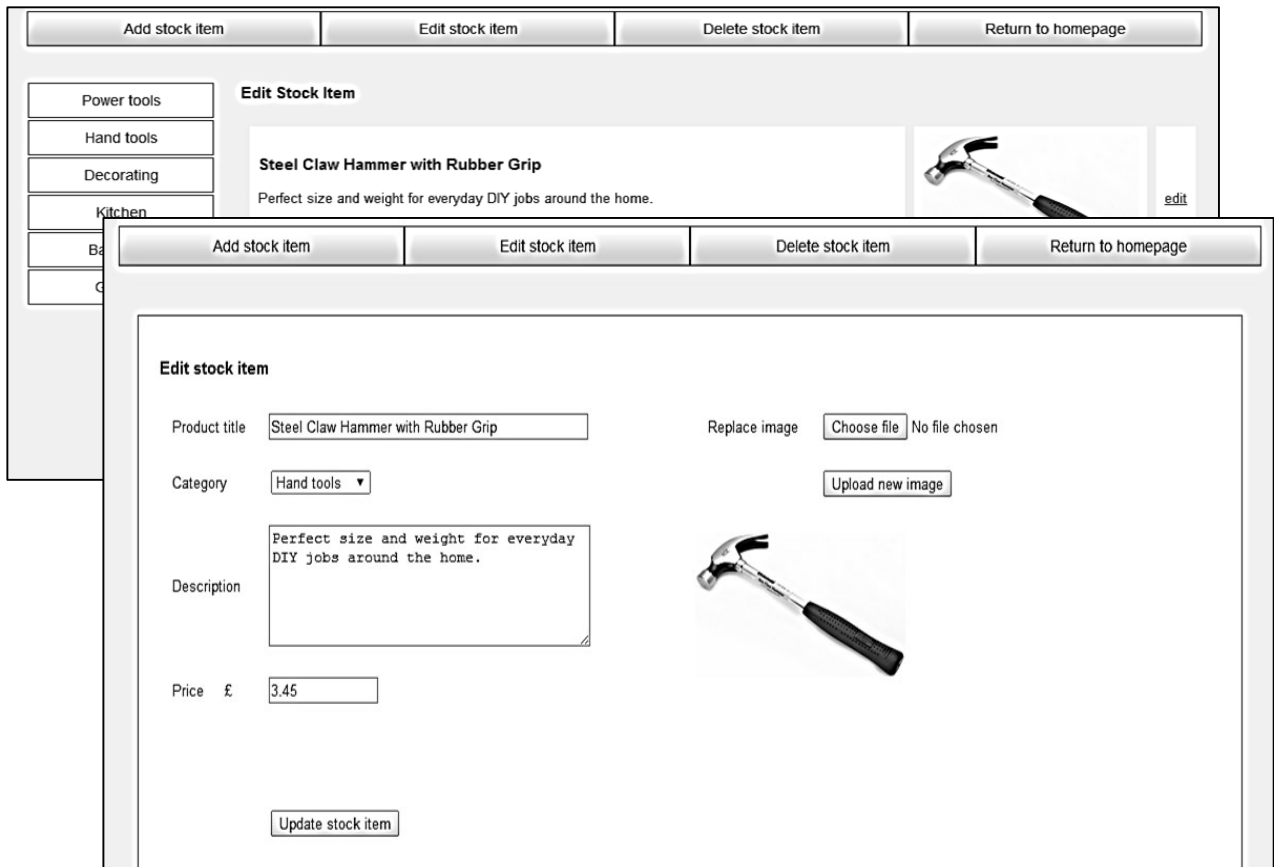 Add stock item
Edit stock item
Delete stock item
Return to homepage
Power tools
Hand tools
Decorating
Kitchen
Edit Stock Item
Steel Claw Hammer with Rubber Grip
Perfect size and weight for everyday DIY jobs around the home.
edit
Add stock item
Edit stock item
Delete stock item
Return to homepage
Edit stock item
Product title
Steel Claw Hammer with Rubber Grip
Category
Hand tools
Description
Perfect size and weight for everyday
DIY jobs around the home.
Price £
3.45
Update stock item
Replace image
Choose file No file chosen
Upload new image